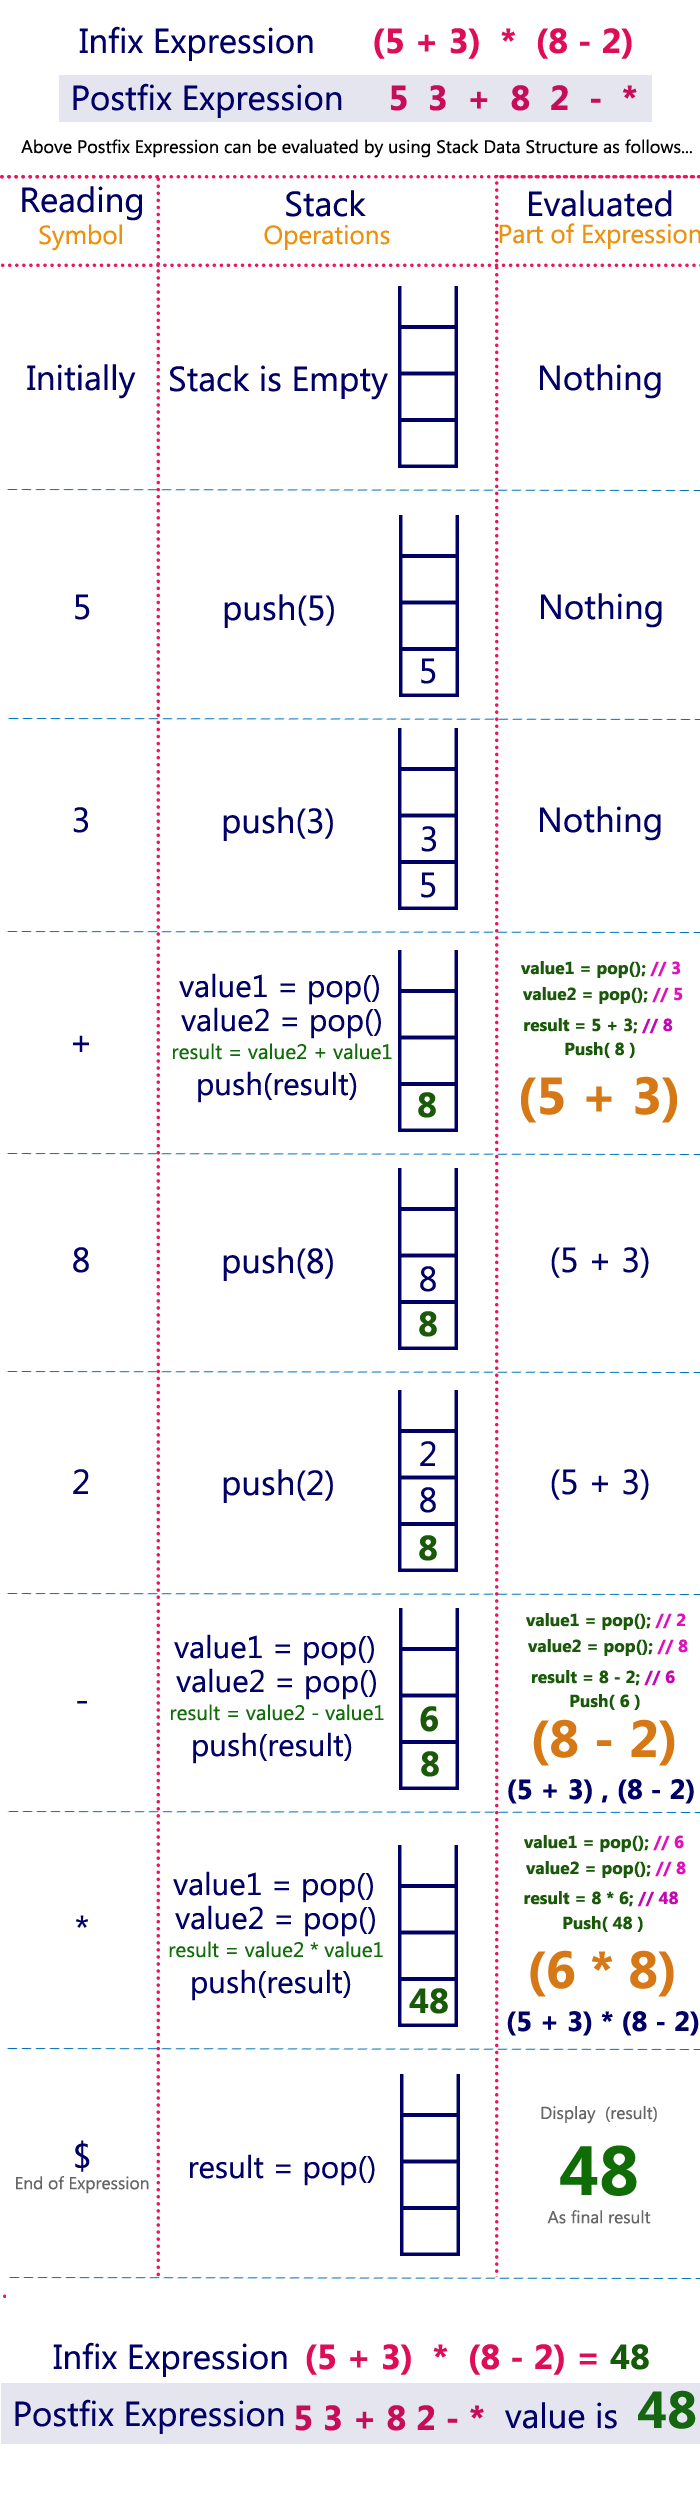 Infix Expression (5 + 3) * (8 - 2)
Postfix Expression 5 3 + 8 2 - *
Above Postfix Expression can be evaluated by using Stack Data Structure as follows...
Reading Stack Evaluated
Symbol Operations Part of Expression
Initially Stack is Empty Nothing
5 push(5) Nothing
5
3 push(3) Nothing
3
5
+
value1 = pop()
value2 = pop()
result = value2 + value1
push(result)
8
value1 = pop(); // 3
value2 = pop(); // 5
result = 5 + 3; // 8
Push( 8 )
(5 + 3)
8 push(8) (5 + 3)
8
8
2 push(2) (5 + 3)
2
8
8
-
value1 = pop()
value2 = pop()
result = value2 - value1
push(result)
6
8
value1 = pop(); // 2
value2 = pop(); // 8
result = 8 - 2; // 6
Push( 6 )
(8 - 2)
(5 + 3) , (8 - 2)
*
value1 = pop()
value2 = pop()
result = value2 * value1
push(result)
48
value1 = pop(); // 6
value2 = pop(); // 8
result = 8 * 6; // 48
Push( 48 )
(6 * 8)
(5 + 3) * (8 - 2)
$
End of Expression
result = pop()
Display (result)
48
As final result
Infix Expression (5 + 3) * (8 - 2) = 48
Postfix Expression 5 3 + 8 2 - * value is 48